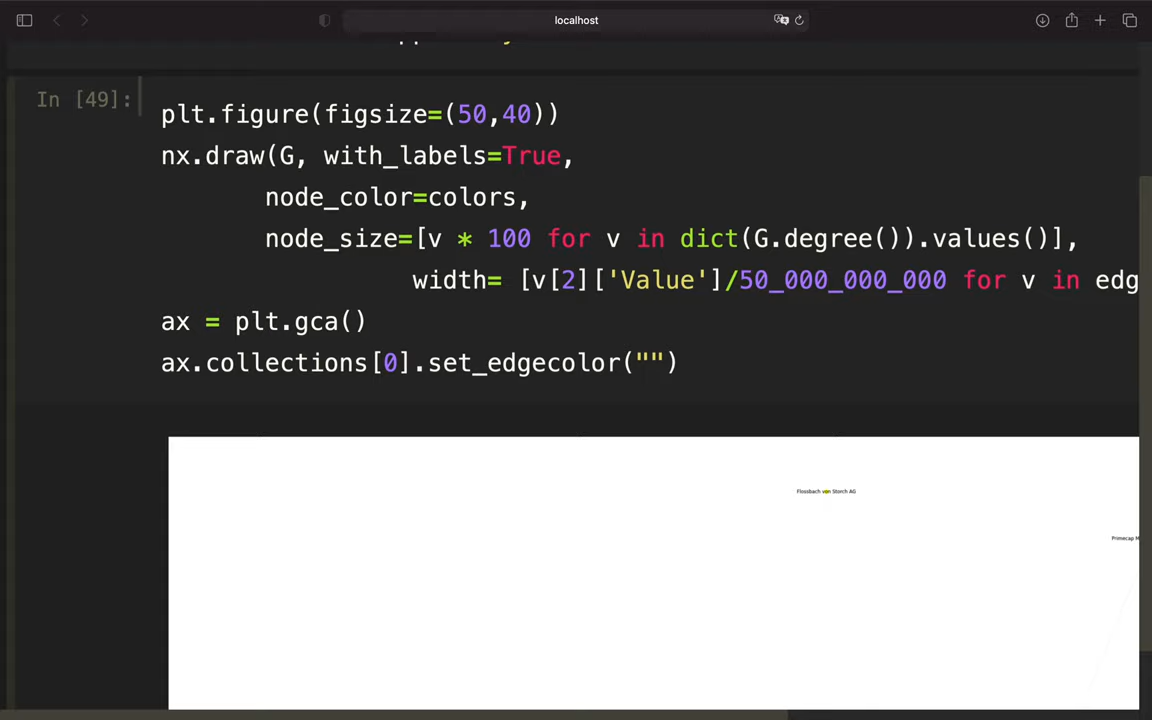 localhost
In [49]:
plt.figure(figsize=(50,40))
nx.draw(G, with_labels=True,
node_color=colors,
node_size=[v * 100 for v in dict(G.degree()).values()],
width= [v[2]['Value']/50_000_000_000 for v in edg
ax = plt.gca()
ax.collections[0].set_edgecolor("")
Flossbach von Storch AG
Primecap M